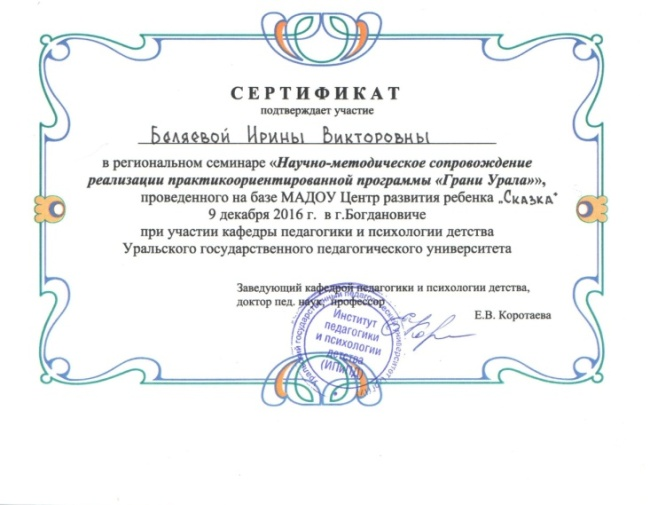 СЕРТИФИКАТ
подтверждает участие
Беляевой Ирины Викторовны
в региональном семинаре «Научно-методическое сопровождение
реализации практикоориентированной программы «Грани Урала»»,
проведенного на базе МАДОУ Центр развития ребенка „Сказка"
9 декабря 2016 г. в г.Богдановиче
при участии кафедры педагогики и психологии детства
Уральского государственного педагогического университета
Заведующий кафедрой педагогики и психологии детства,
доктор пед. наук, профессор
Е.В. Коротаева
Институт
педагогики
и психологии
детства
(ИПиПД)